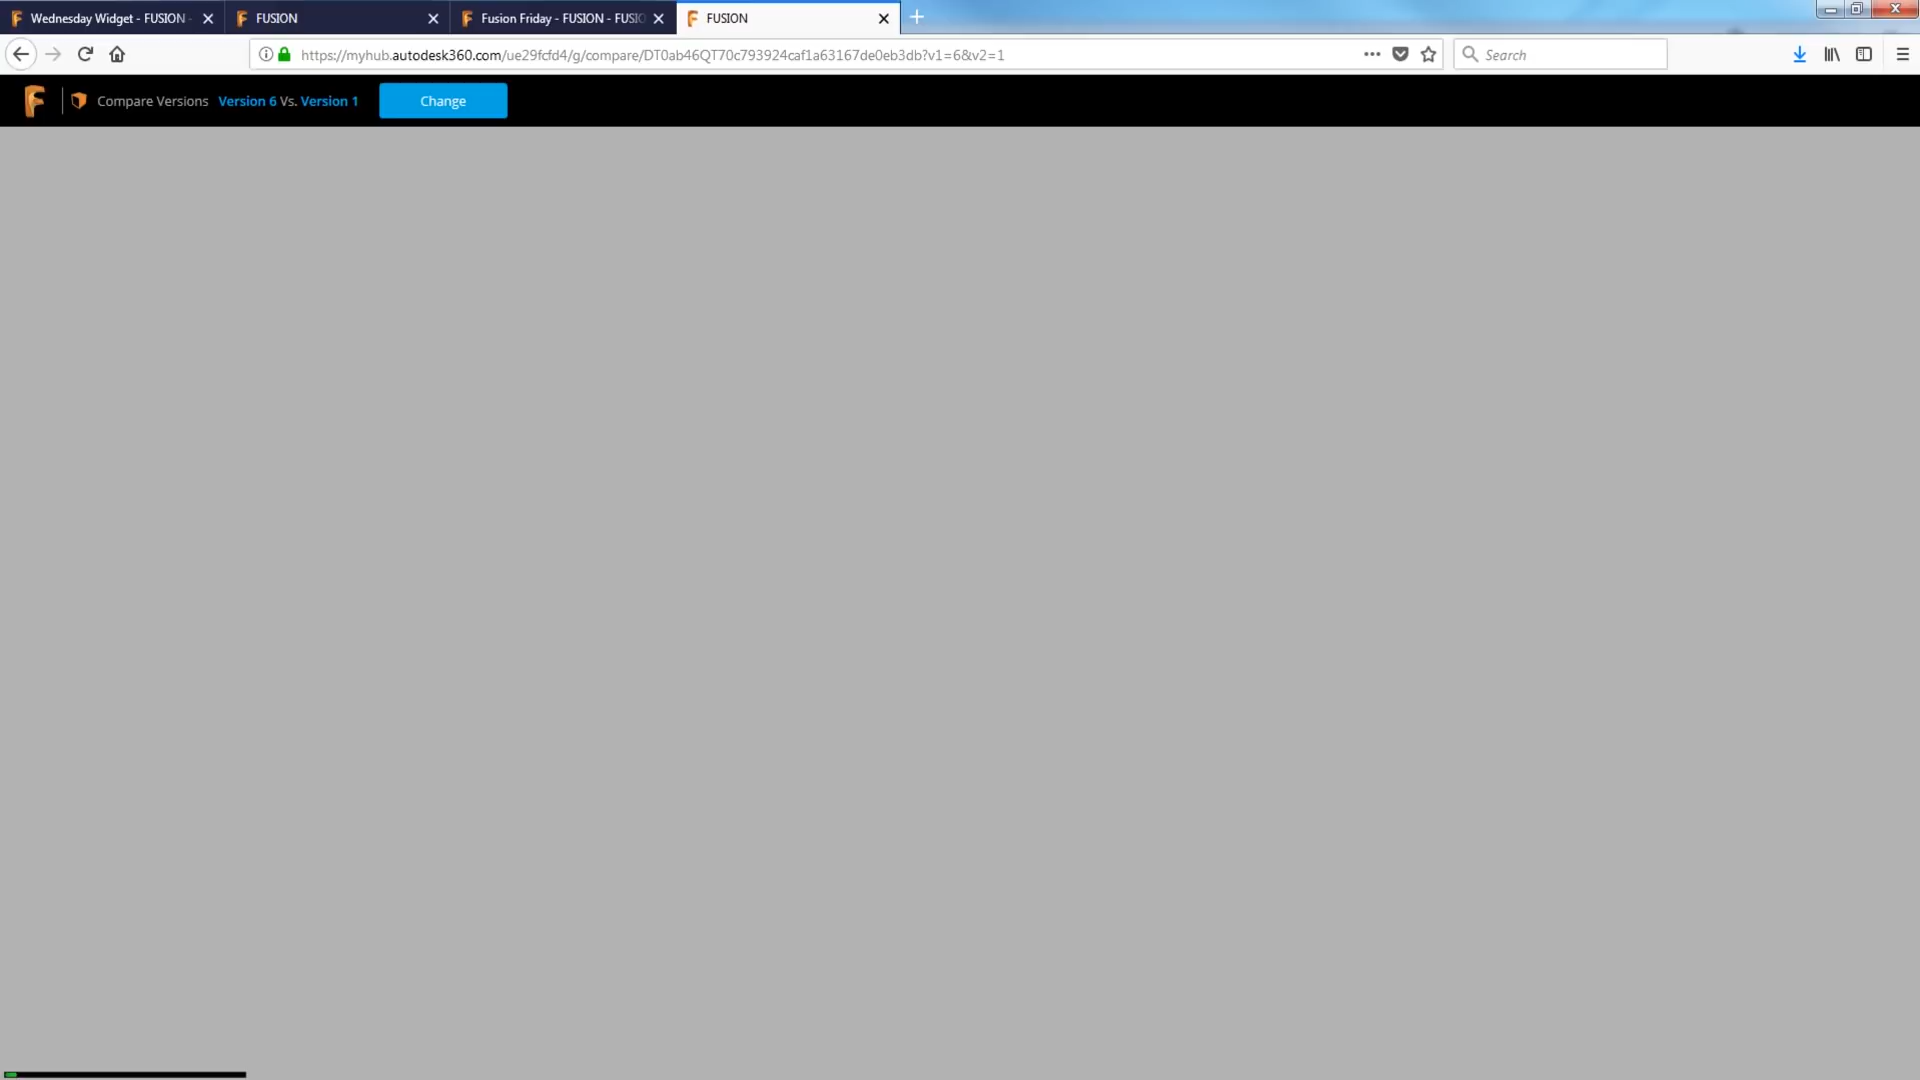 Wednesday Widget - FUSION -
FUSION
Fusion Friday - FUSION - FUSIO
FUSION
https://myhub.autodesk360.com/ue29fcfd4/g/compare/DT0ab46QT70c793924caf1a63167de0eb3db?v1=6&v2=1
Search
Compare Versions Version 6 Vs. Version 1 Change